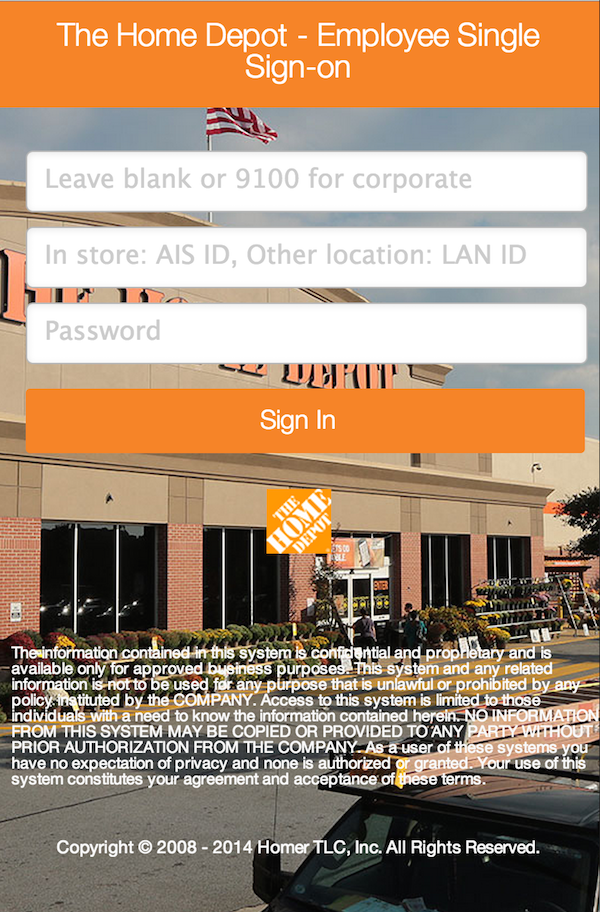 The Home Depot - Employee Single
Sign-on
Leave blank or 9100 for corporate
In store: AIS ID, Other location: LAN ID
Password
DEPOT
Sign In
THE
HOME
DEPOT
The information contained in this system is confidential and proprietary and is
available only for approved business purposes. This system and any related
information is not to be used for any purpose that is unlawful or prohibited by any
policy instituted by the COMPANY. Access to this system is limited to those
individuals with a need to know the information contained herein. NO INFORMATION
FROM THIS SYSTEM MAY BE COPIED OR PROVIDED TO ANY PARTY WITHOUT
PRIOR AUTHORIZATION FROM THE COMPANY. As a user of these systems you
have no expectation of privacy and none is authorized or granted. Your use of this
system constitutes your agreement and acceptance of these terms.
Copyright © 2008 - 2014 Homer TLC, Inc. All Rights Reserved.